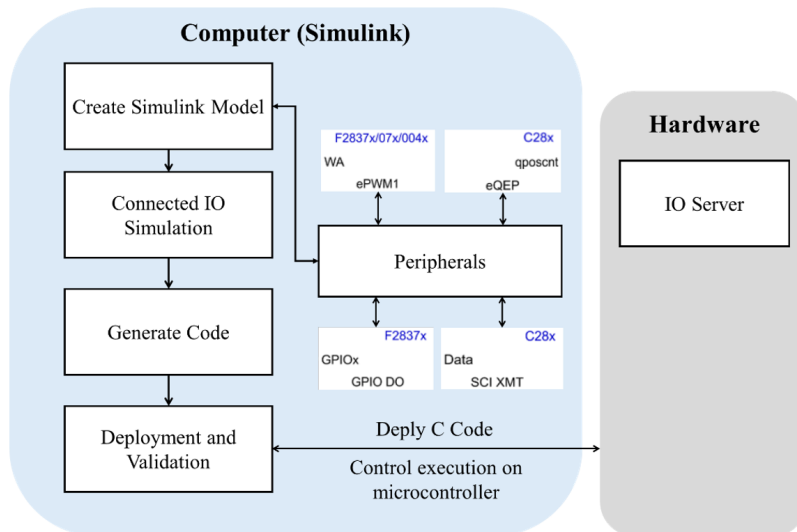 Computer (Simulink)
Create Simulink Model
Connected IO
Simulation
Generate Code
Deployment and
Validation
F2837x/07x/004x
WA
ePWM1
C28x
qposcnt
eQEP
Peripherals
F2837x
GPIOx
GPIO DO
C28x
Data
SCI XMT
Deply C Code
Control execution on
microcontroller
Hardware
IO Server